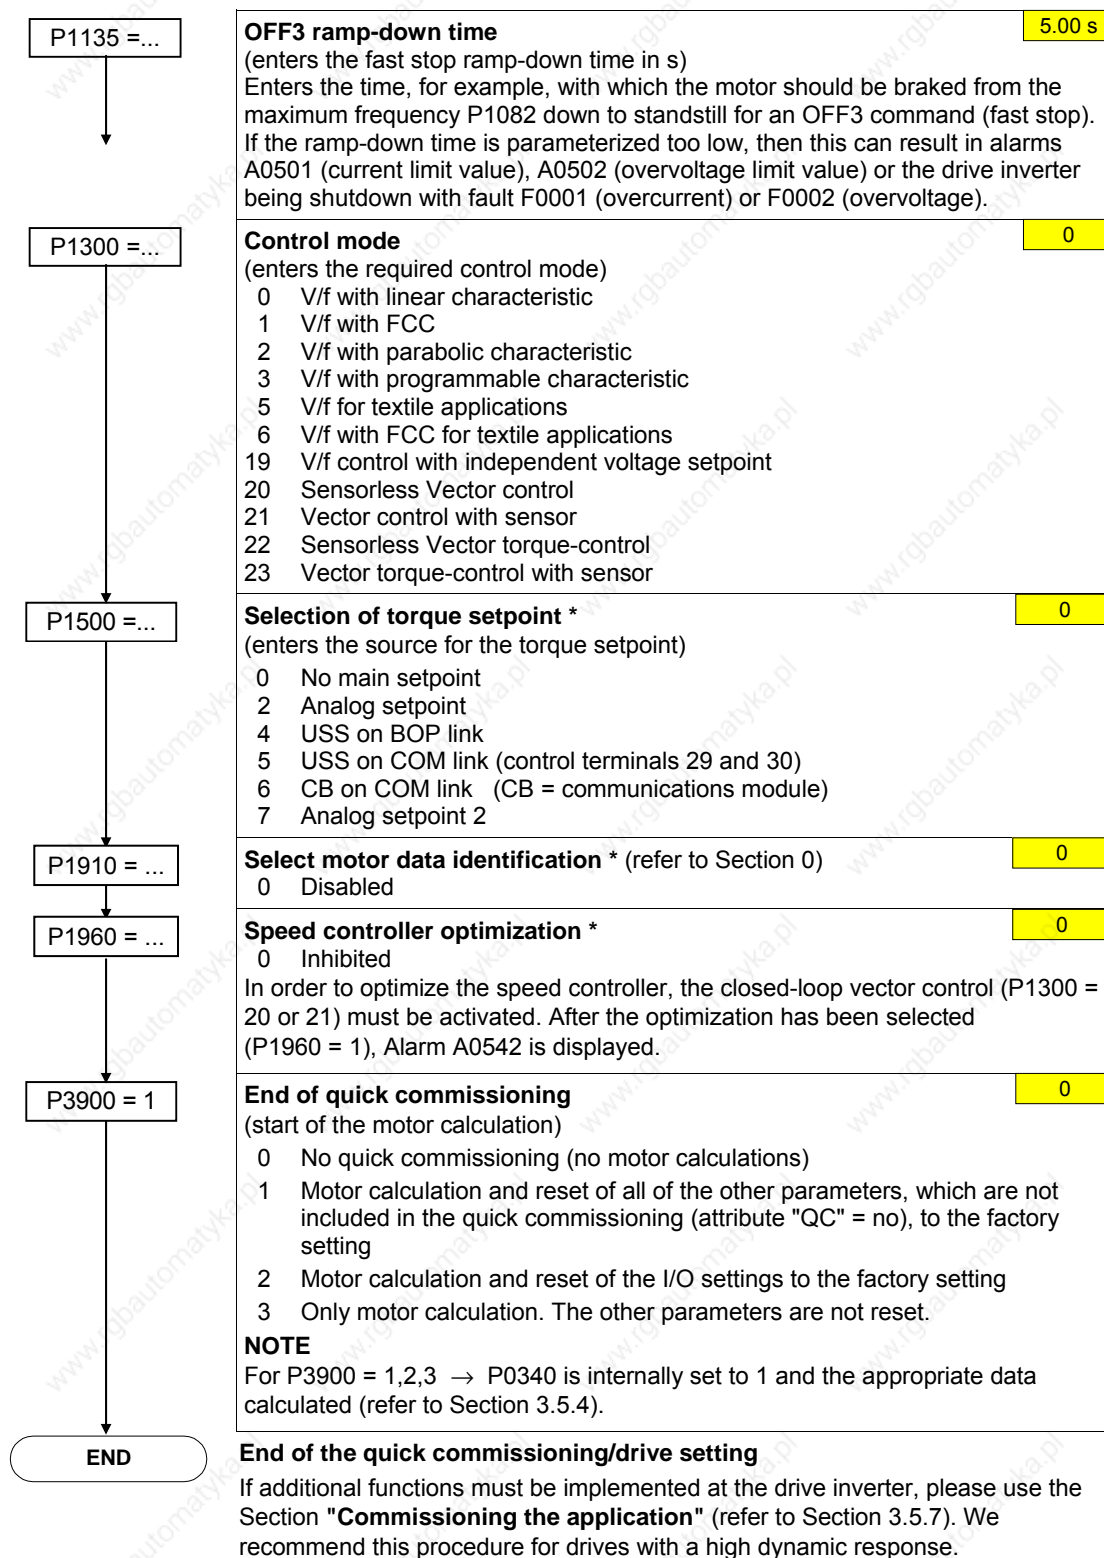 P1135 =...
OFF3 ramp-down time
5.00 s
(enters the fast stop ramp-down time in s)
Enters the time, for example, with which the motor should be braked from the
maximum frequency P1082 down to standstill for an OFF3 command (fast stop).
If the ramp-down time is parameterized too low, then this can result in alarms
A0501 (current limit value), A0502 (overvoltage limit value) or the drive inverter
being shutdown with fault F0001 (overcurrent) or F0002 (overvoltage).
P1300 =...
Control mode
0
(enters the required control mode)
0 V/f with linear characteristic
1 V/f with FCC
2 V/f with parabolic characteristic
3 V/f with programmable characteristic
5 V/f for textile applications
6 V/f with FCC for textile applications
19 V/f control with independent voltage setpoint
20 Sensorless Vector control
21 Vector control with sensor
22 Sensorless Vector torque-control
23 Vector torque-control with sensor
P1500 =...
Selection of torque setpoint *
0
(enters the source for the torque setpoint)
0 No main setpoint
2 Analog setpoint
4 USS on BOP link
5 USS on COM link (control terminals 29 and 30)
6 CB on COM link (CB = communications module)
7 Analog setpoint 2
P1910 = ...
Select motor data identification * (refer to Section 0)
0
0 Disabled
P1960 = ...
Speed controller optimization *
0
0 Inhibited
In order to optimize the speed controller, the closed-loop vector control (P1300 =
20 or 21) must be activated. After the optimization has been selected
(P1960 = 1), Alarm A0542 is displayed.
P3900 = 1
End of quick commissioning
0
(start of the motor calculation)
0 No quick commissioning (no motor calculations)
1 Motor calculation and reset of all of the other parameters, which are not
included in the quick commissioning (attribute "QC" = no), to the factory
setting
2 Motor calculation and reset of the I/O settings to the factory setting
3 Only motor calculation. The other parameters are not reset.
NOTE
For P3900 = 1,2,3 → P0340 is internally set to 1 and the appropriate data
calculated (refer to Section 3.5.4).
END
End of the quick commissioning/drive setting
If additional functions must be implemented at the drive inverter, please use the
Section "Commissioning the application" (refer to Section 3.5.7). We
recommend this procedure for drives with a high dynamic response.
www.rgbautomatyka.pl